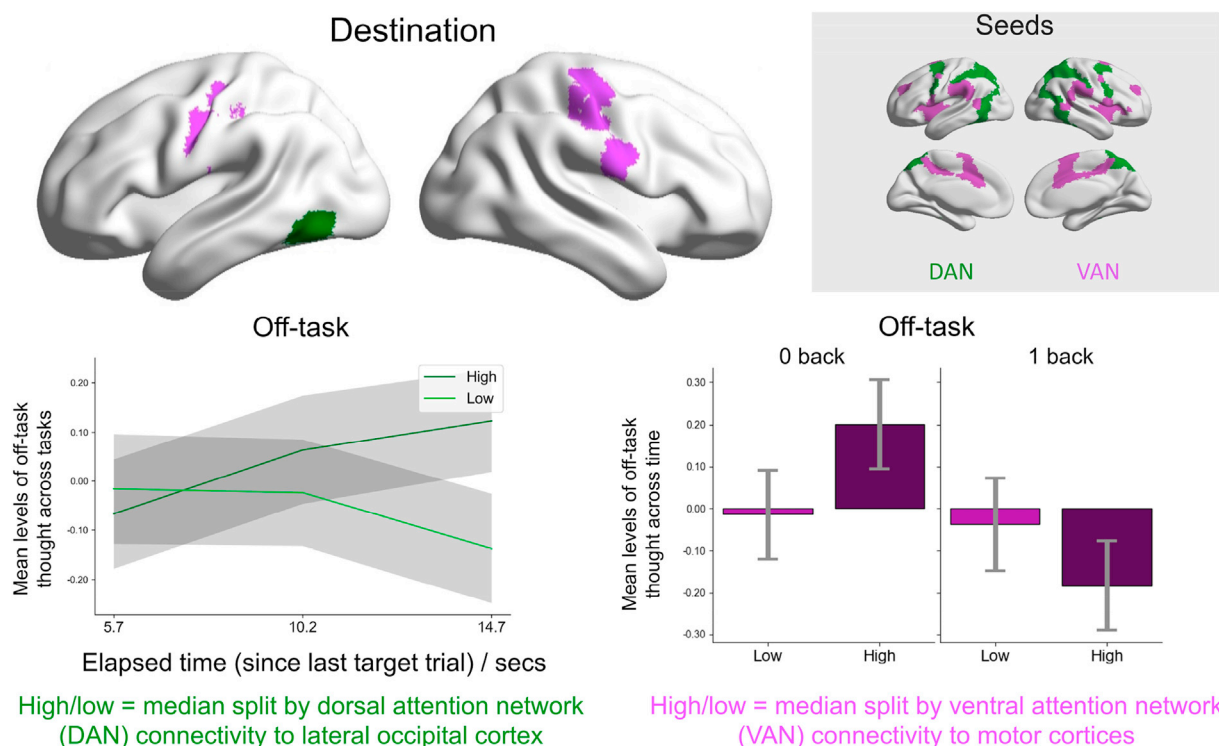 Destination
Seeds
DAN
VAN
Off-task
High
Low
0.20
0.10
0.00
-0.10
-0.20
Mean levels of off-task
thought across tasks
5.7
10.2
14.7
Elapsed time (since last target trial) / secs
High/low = median split by dorsal attention network
(DAN) connectivity to lateral occipital cortex
Off-task
0 back
1 back
0.30
0.20
0.10
0.00
-0.10
-0.20
-0.30
Mean levels of off-task
thought across time
Low
High
Low
High
High/low = median split by ventral attention network
(VAN) connectivity to motor cortices